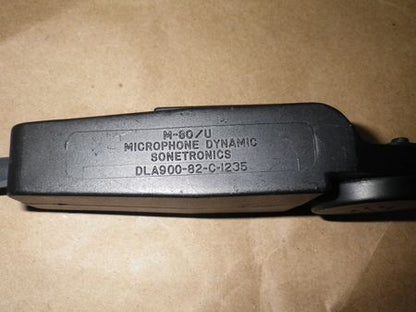 M-80/U
MICROPHONE DYNAMIC
SONETRONICS
DLA900-82-C-1235